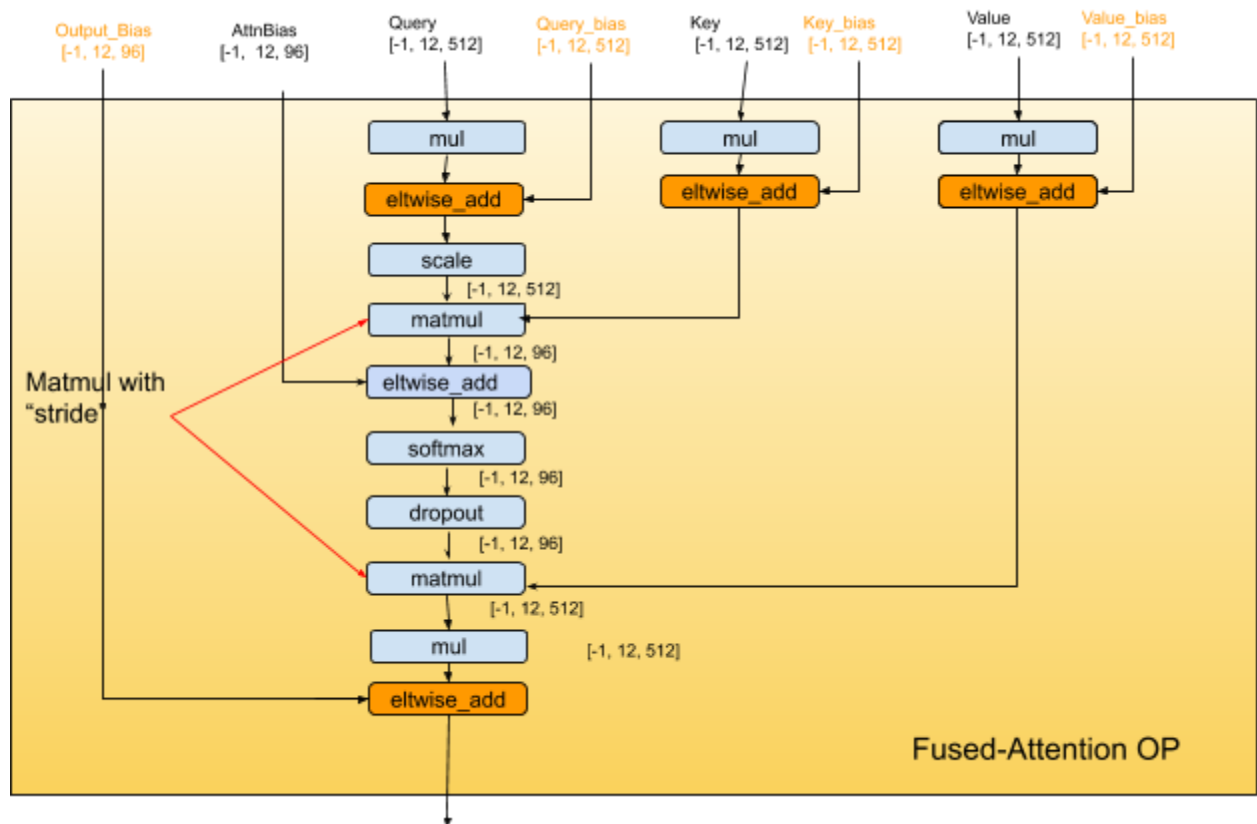 Output_Bias
[-1, 12, 96]
AttnBias
[-1, 12, 96]
Query
[-1, 12, 512]
Query_bias
[-1, 12, 512]
Key
[-1, 12, 512]
Key_bias
[-1, 12, 512]
Value
[-1, 12, 512]
Value_bias
[-1, 12, 512]
mul
mul
mul
eltwise_add
eltwise_add
eltwise_add
scale
[-1, 12, 512]
matmul
[-1, 12, 96]
Matmul with
“stride
eltwise_add
[-1, 12, 96]
softmax
[-1, 12, 96]
dropout
[-1, 12, 96]
matmul
[-1, 12, 512]
mul
[-1, 12, 512]
eltwise_add
Fused-Attention OP